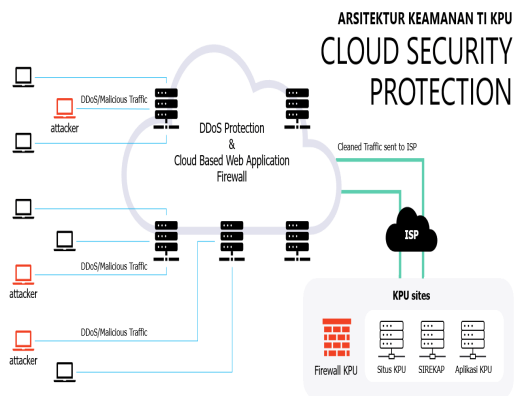 ARSITEKTUR KEAMANAN TI KPU
CLOUD SECURITY
PROTECTION
DDoS/Malicious Traffic
attacker
DDoS Protection
&
Cloud Based Web Application
Firewall
Cleaned Traffic sent to ISP
ISP
DDoS/Malicious Traffic
attacker
DDoS/Malicious Traffic
attacker
KPU sites
Firewall KPU
Situs KPU
SIREKAP
Aplikasi KPU